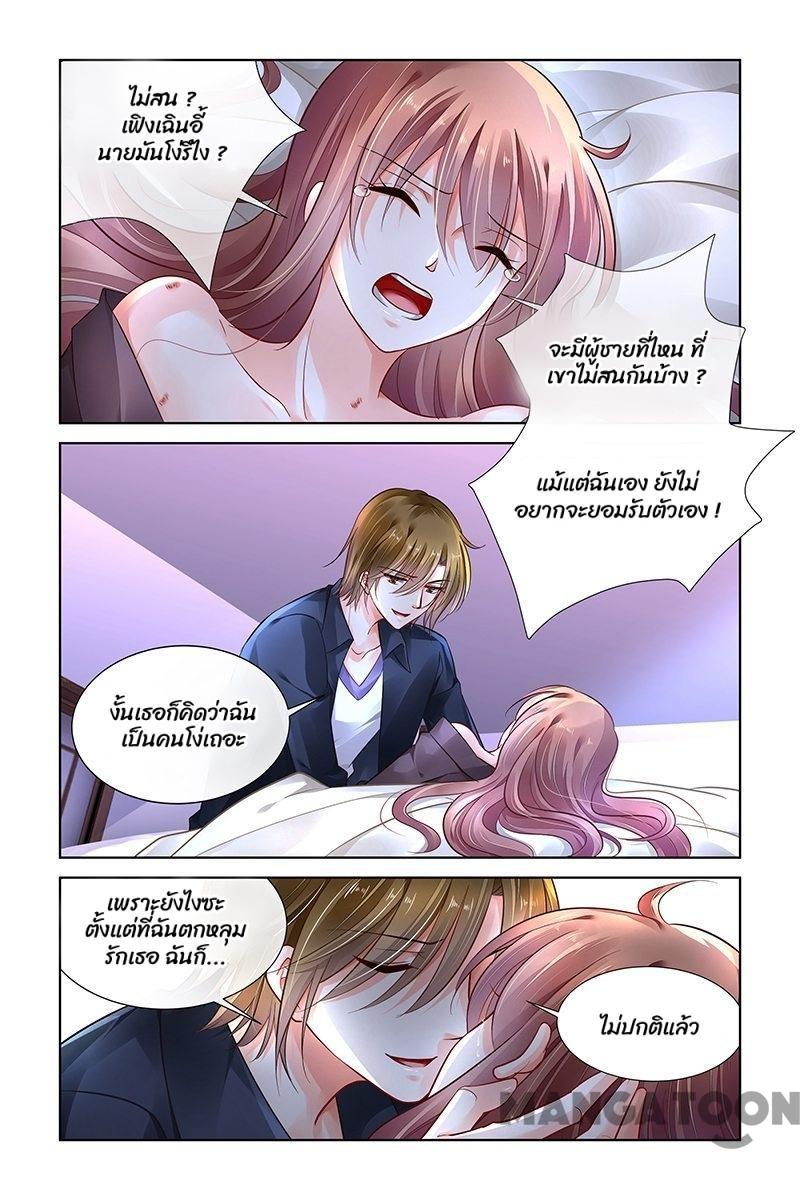 ไม่สน ?
เฟิงเฉินอี้
นายมันโง่รึไง ?
จะมีผู้ชายที่ไหน ที่
เขาไม่สนกันบ้าง ?
แม้แต่ฉันเอง ยังไม่
อยากจะยอมรับตัวเอง !
งั้นเธอก็คิดว่าฉัน
เป็นคนโง่เถอะ
เพราะยังไงซะ
ตั้งแต่ที่ฉันตกหลุม
รักเธอ ฉันก็...
ไม่ปกติแล้ว
MANGATOON